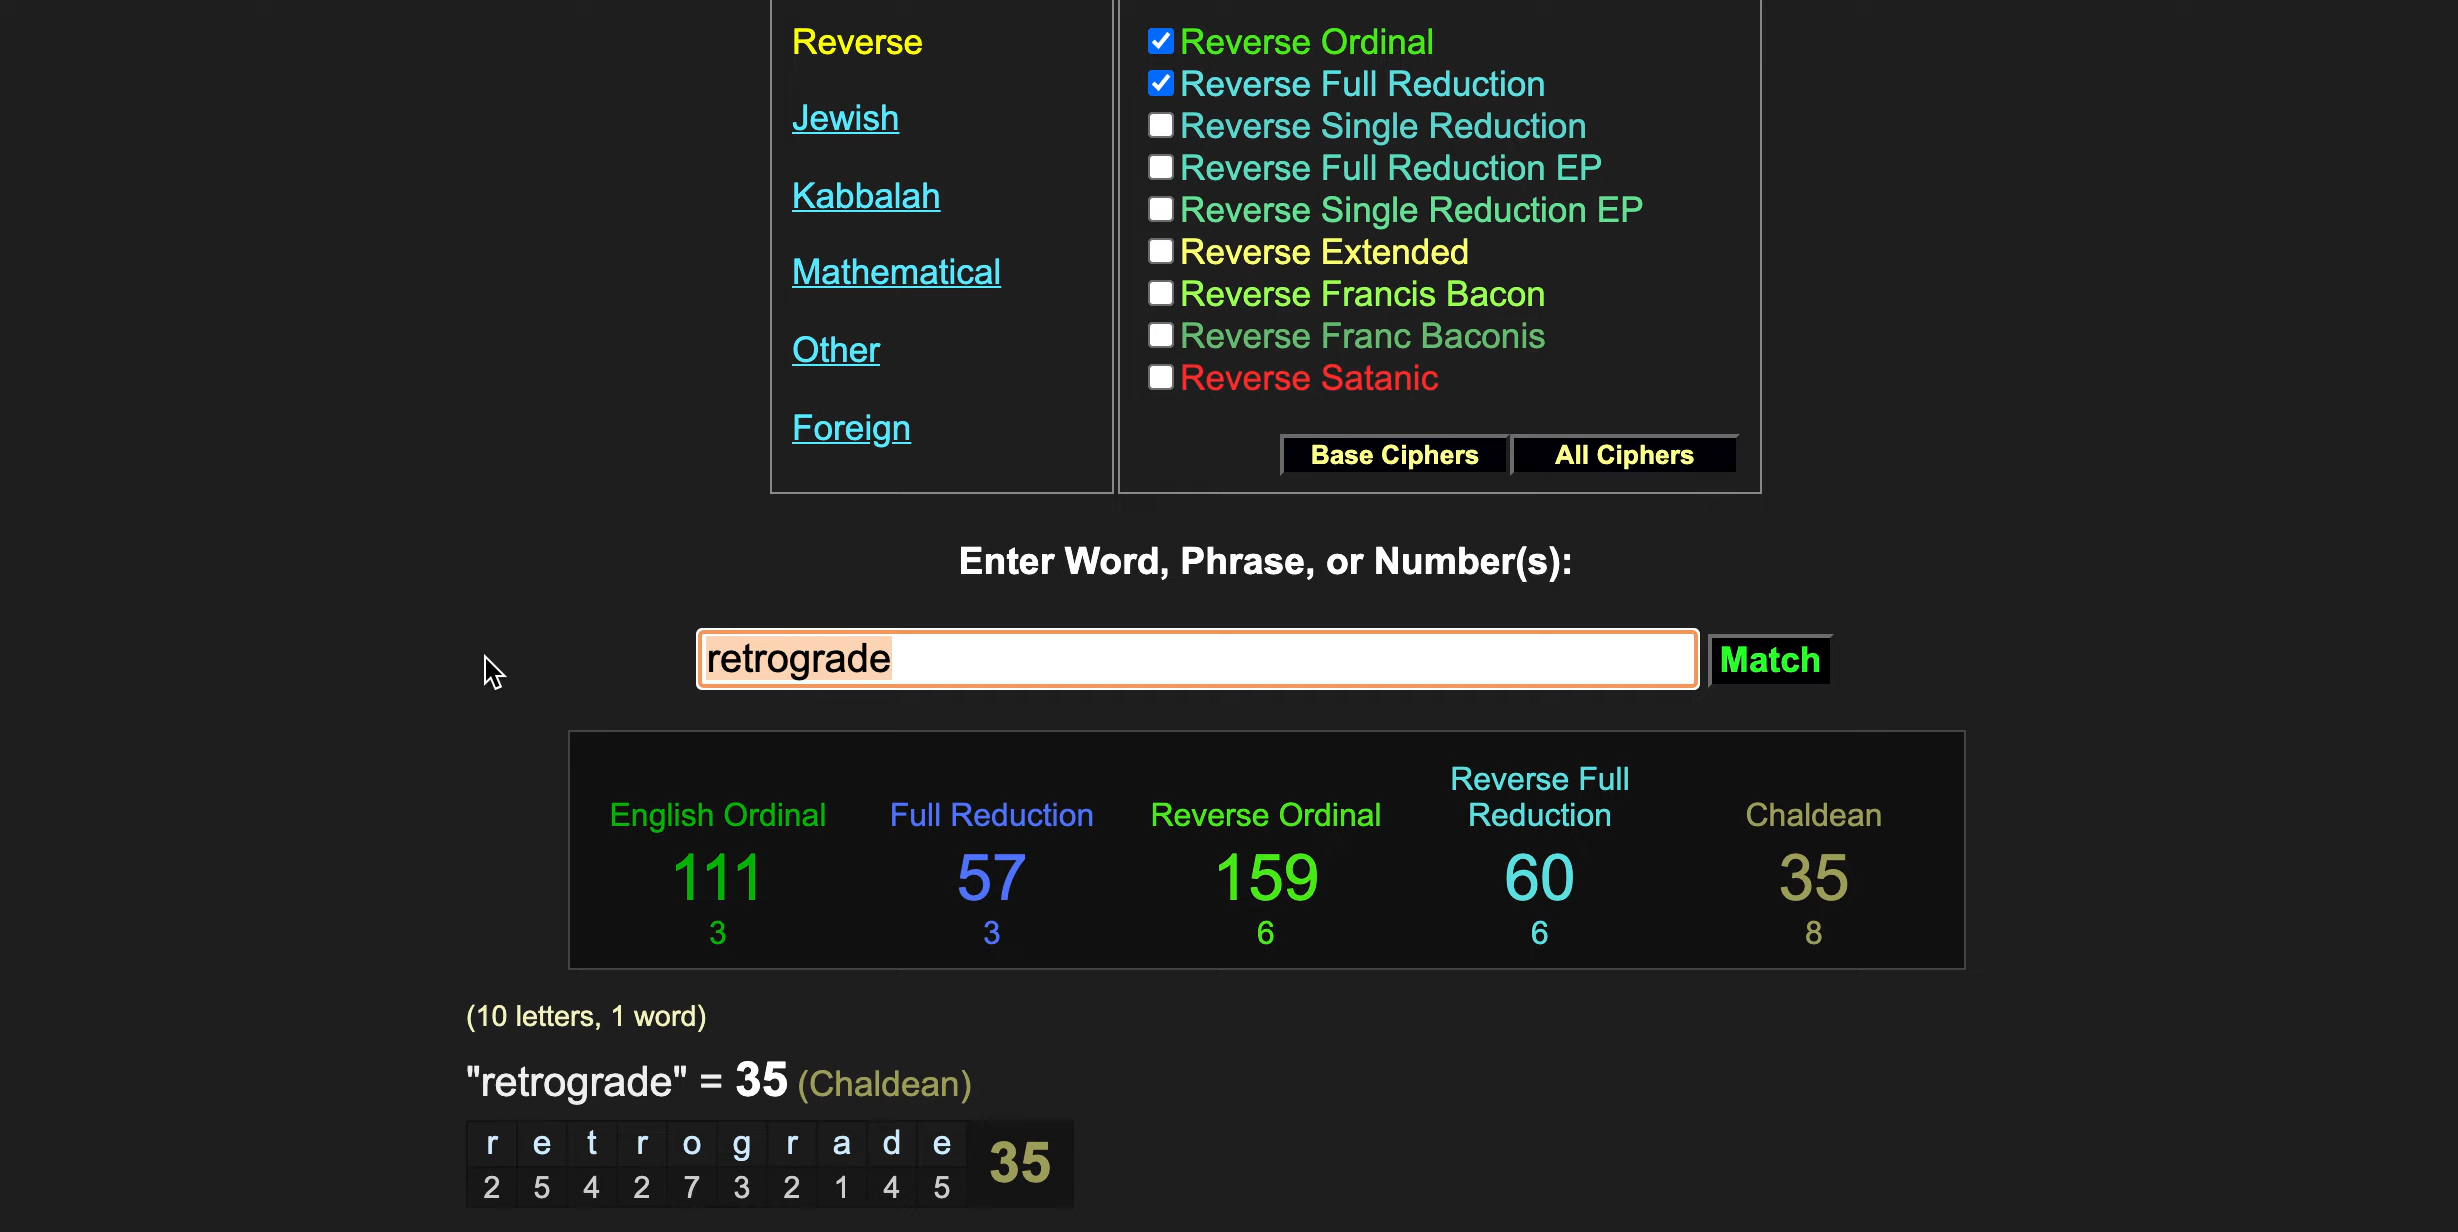 Reverse
Jewish
Kabbalah
Mathematical
Other
Foreign
Reverse Ordinal
Reverse Full Reduction
Reverse Single Reduction
Reverse Full Reduction EP
Reverse Single Reduction EP
Reverse Extended
Reverse Francis Bacon
Reverse Franc Baconis
Reverse Satanic
Base Ciphers All Ciphers
Enter Word, Phrase, or Number(s):
retrograde Match
English Ordinal
111
3
Full Reduction
57
3
Reverse Ordinal
159
6
Reverse Full
Reduction
60
6
Chaldean
35
8
(10 letters, 1 word)
"retrograde" = 35 (Chaldean)
r e t r o g r a d e 35
2 5 4 2 7 3 2 1 4 5